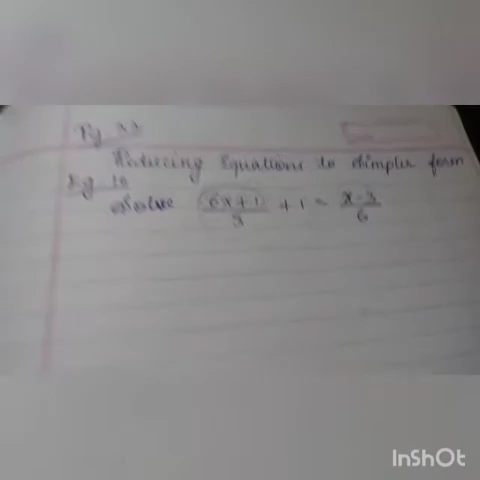 Pg 33
Reducing Equations to Simpler form
Eg 16
Solve (6x+1)/3 + 1 = (x-3)/6
InShOt